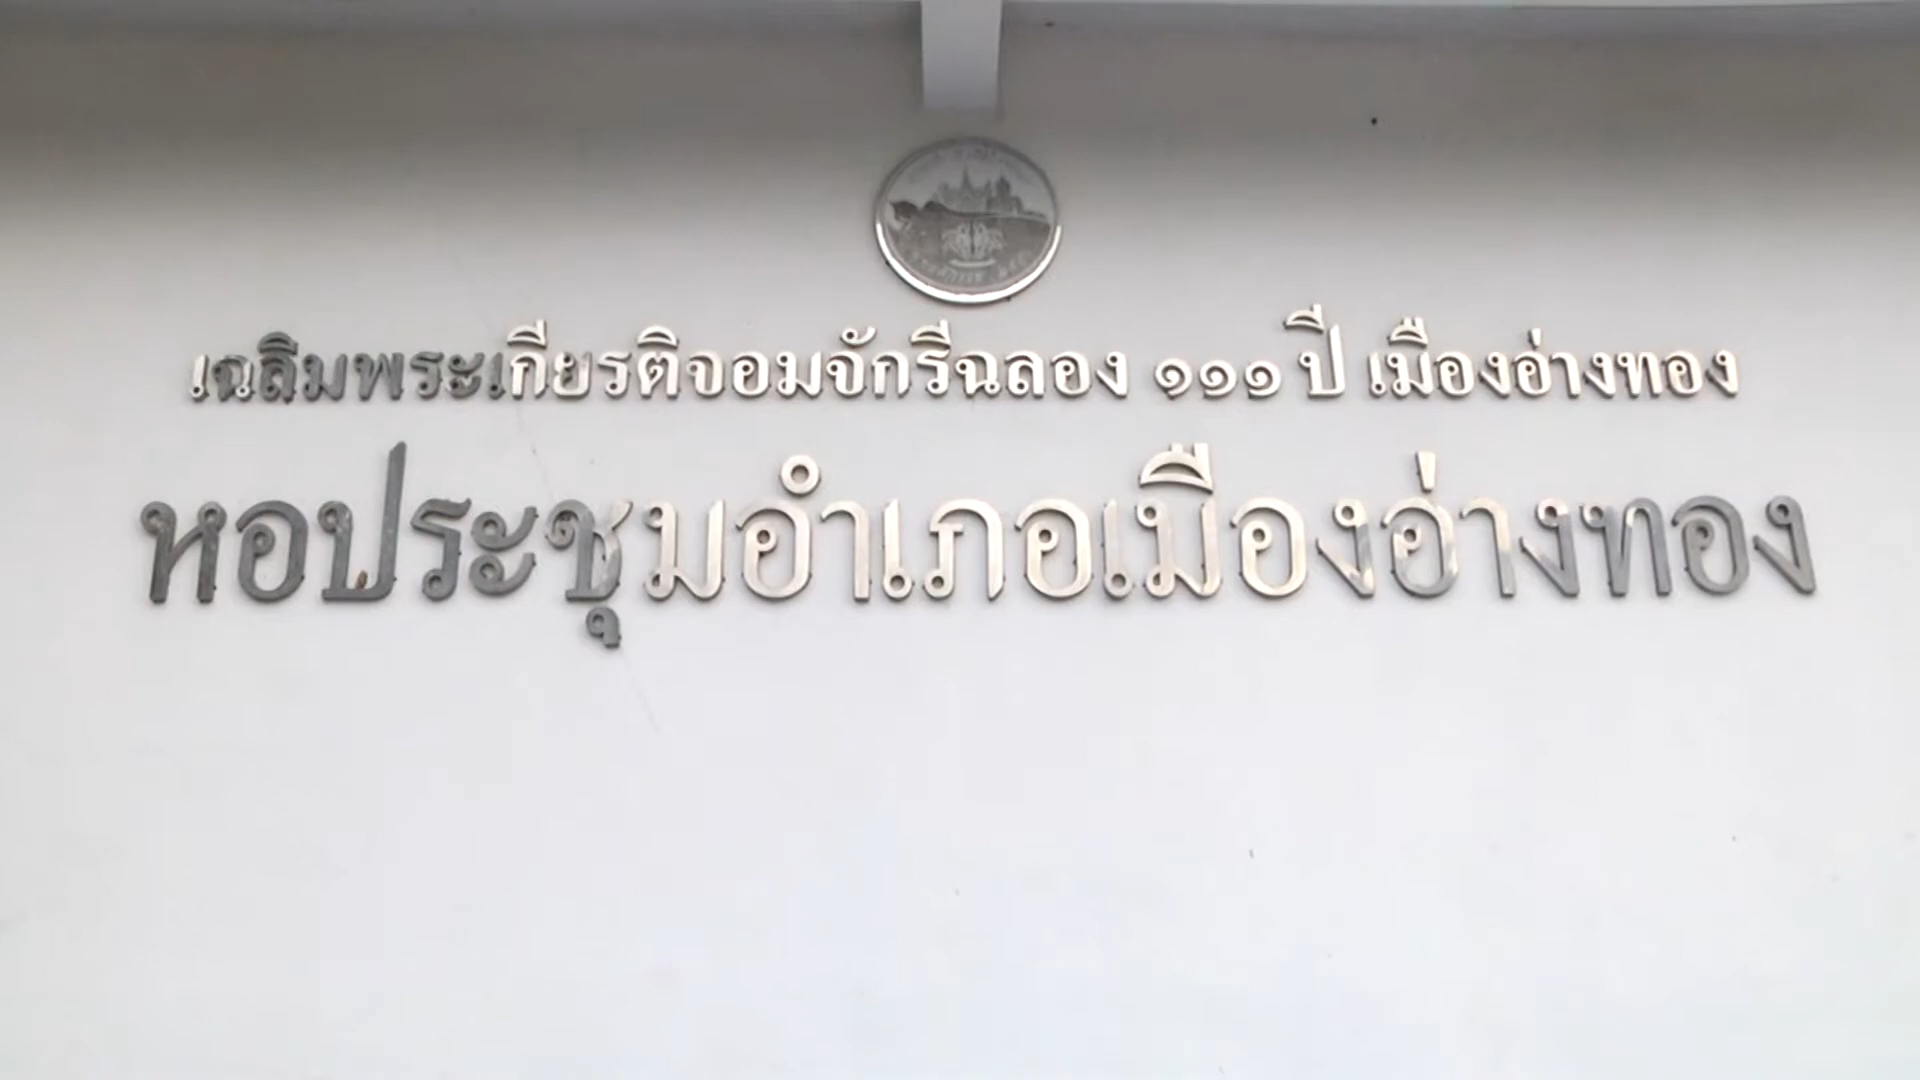 เฉลิมพระเกียรติจอมจักรีฉลอง ๑๑๑ ปี เมืองอ่างทอง
หอประชุมอำเภอเมืองอ่างทอง